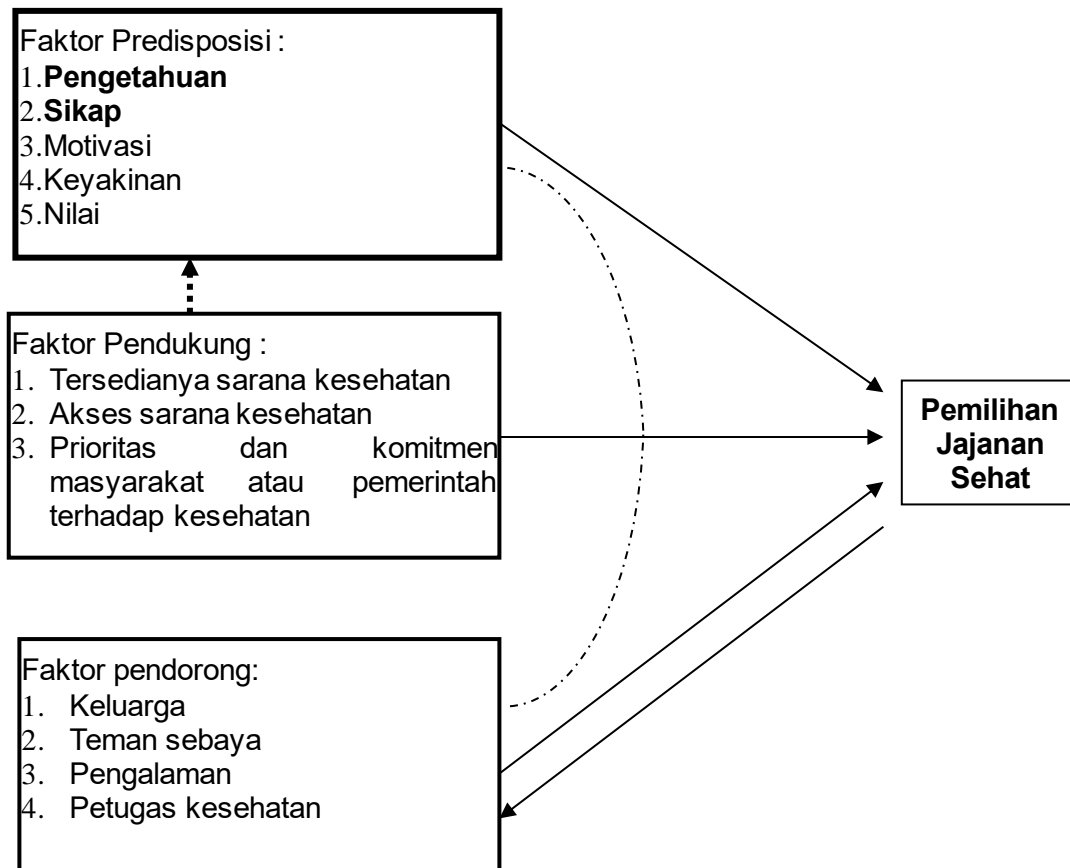 Faktor Predisposisi :
1.Pengetahuan
2.Sikap
3.Motivasi
4.Keyakinan
5.Nilai
Faktor Pendukung :
1. Tersedianya sarana kesehatan
2. Akses sarana kesehatan
3. Prioritas dan komitmen
masyarakat atau pemerintah
terhadap kesehatan
Pemilihan
Jajanan
Sehat
Faktor pendorong:
1. Keluarga
2. Teman sebaya
3. Pengalaman
4. Petugas kesehatan